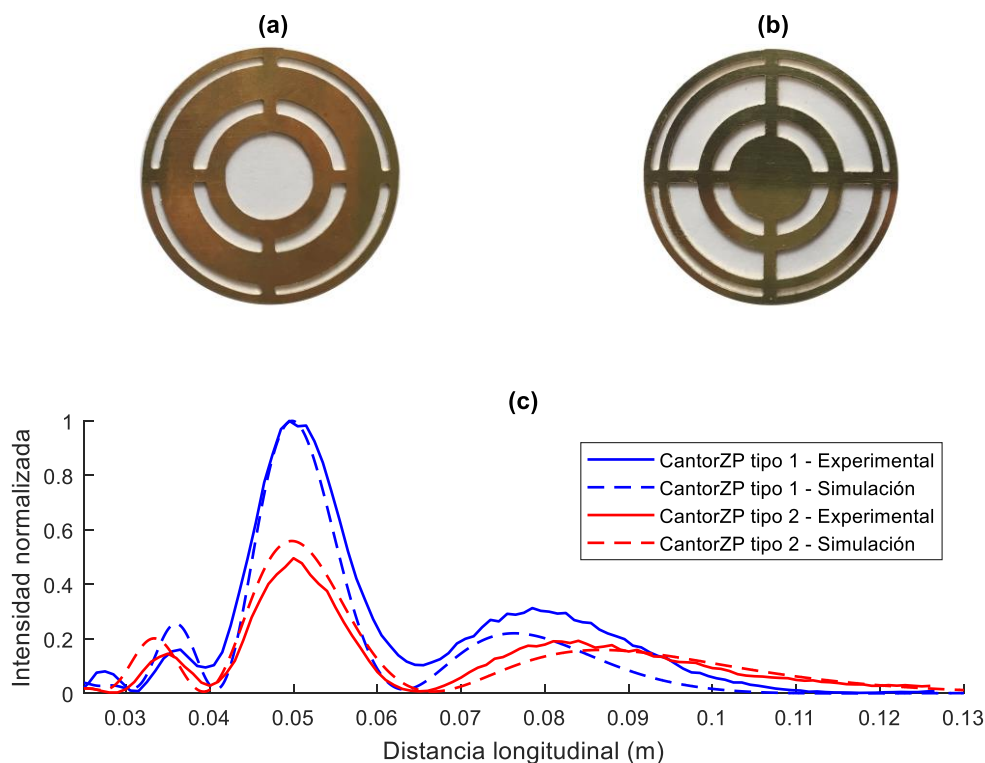 (a)
(b)
(c)
Intensidad normalizada
1
0.8
0.6
0.4
0.2
0
CantorZP tipo 1 - Experimental
CantorZP tipo 1 - Simulación
CantorZP tipo 2 - Experimental
CantorZP tipo 2 - Simulación
0.03 0.04 0.05 0.06 0.07 0.08 0.09 0.1 0.11 0.12 0.13
Distancia longitudinal (m)